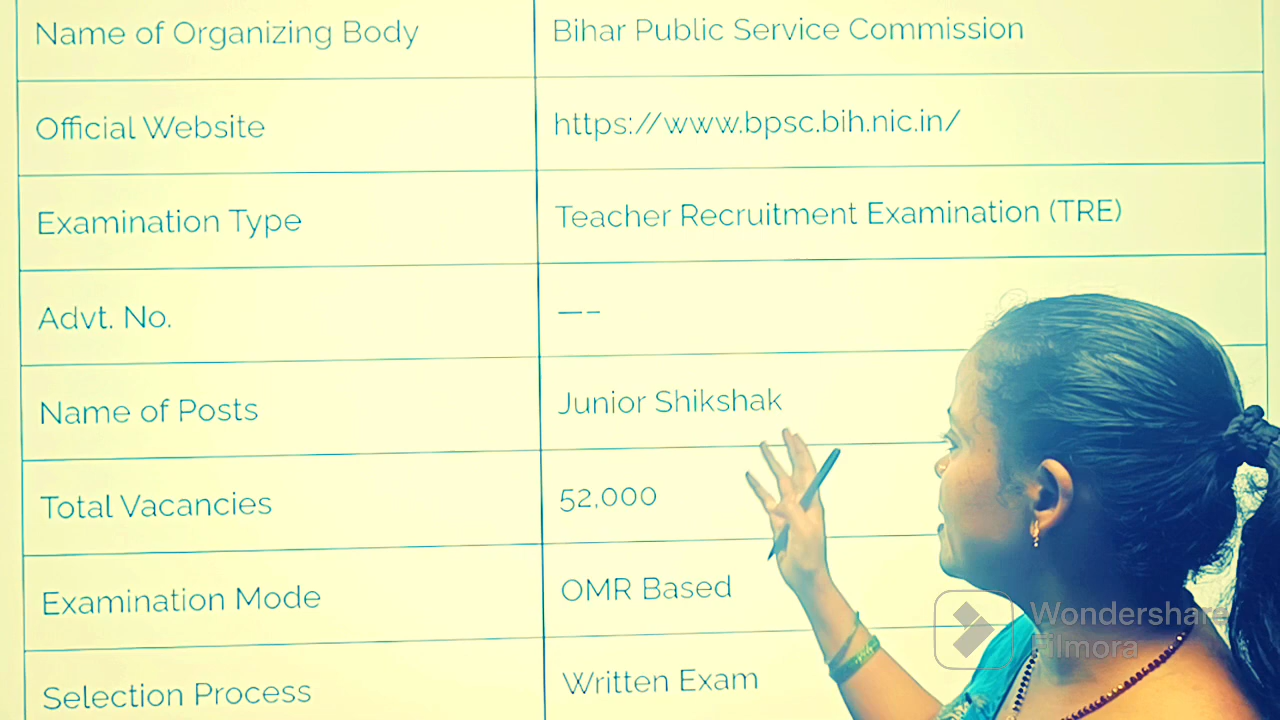 Name of Organizing Body
Bihar Public Service Commission
Official Website
https://www.bpsc.bih.nic.in/
Examination Type
Teacher Recruitment Examination (TRE)
Advt. No.
—–
Name of Posts
Junior Shikshak
Total Vacancies
52,000
Examination Mode
OMR Based
Selection Process
Written Exam
Wondershare
Filmora